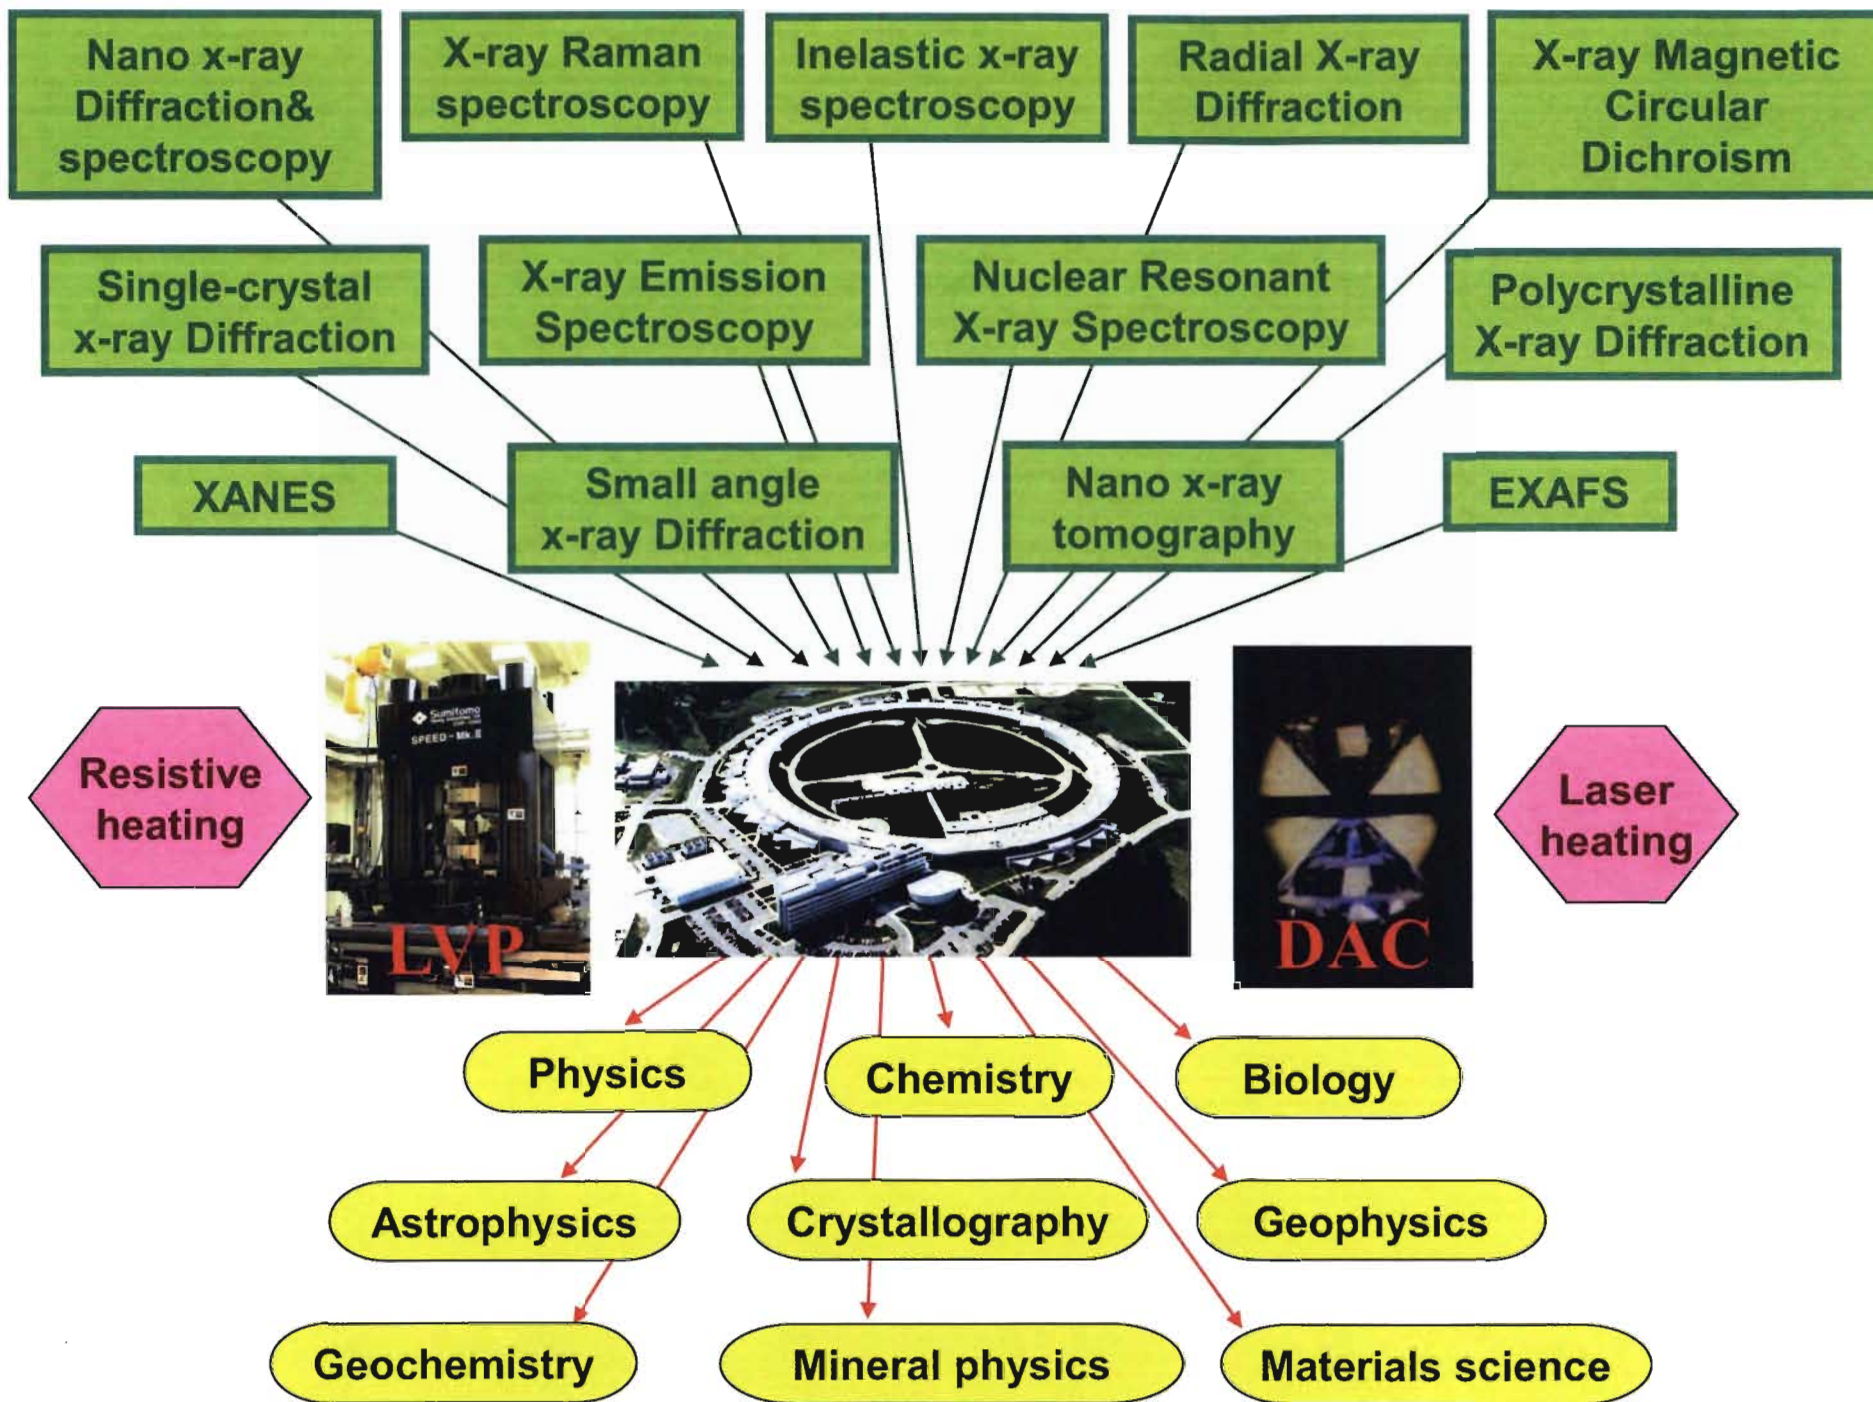 Nano x-ray
Diffraction&
spectroscopy
X-ray Raman
spectroscopy
Inelastic x-ray
spectroscopy
Radial X-ray
Diffraction
X-ray Magnetic
Circular
Dichroism
Single-crystal
x-ray Diffraction
X-ray Emission
Spectroscopy
Nuclear Resonant
X-ray Spectroscopy
Polycrystalline
X-ray Diffraction
XANES
Small angle
x-ray Diffraction
Nano x-ray
tomography
EXAFS
Resistive
heating
Sumitomo
SPEED-Mk.II
LVP
DAC
Laser
heating
Physics
Chemistry
Biology
Astrophysics
Crystallography
Geophysics
Geochemistry
Mineral physics
Materials science